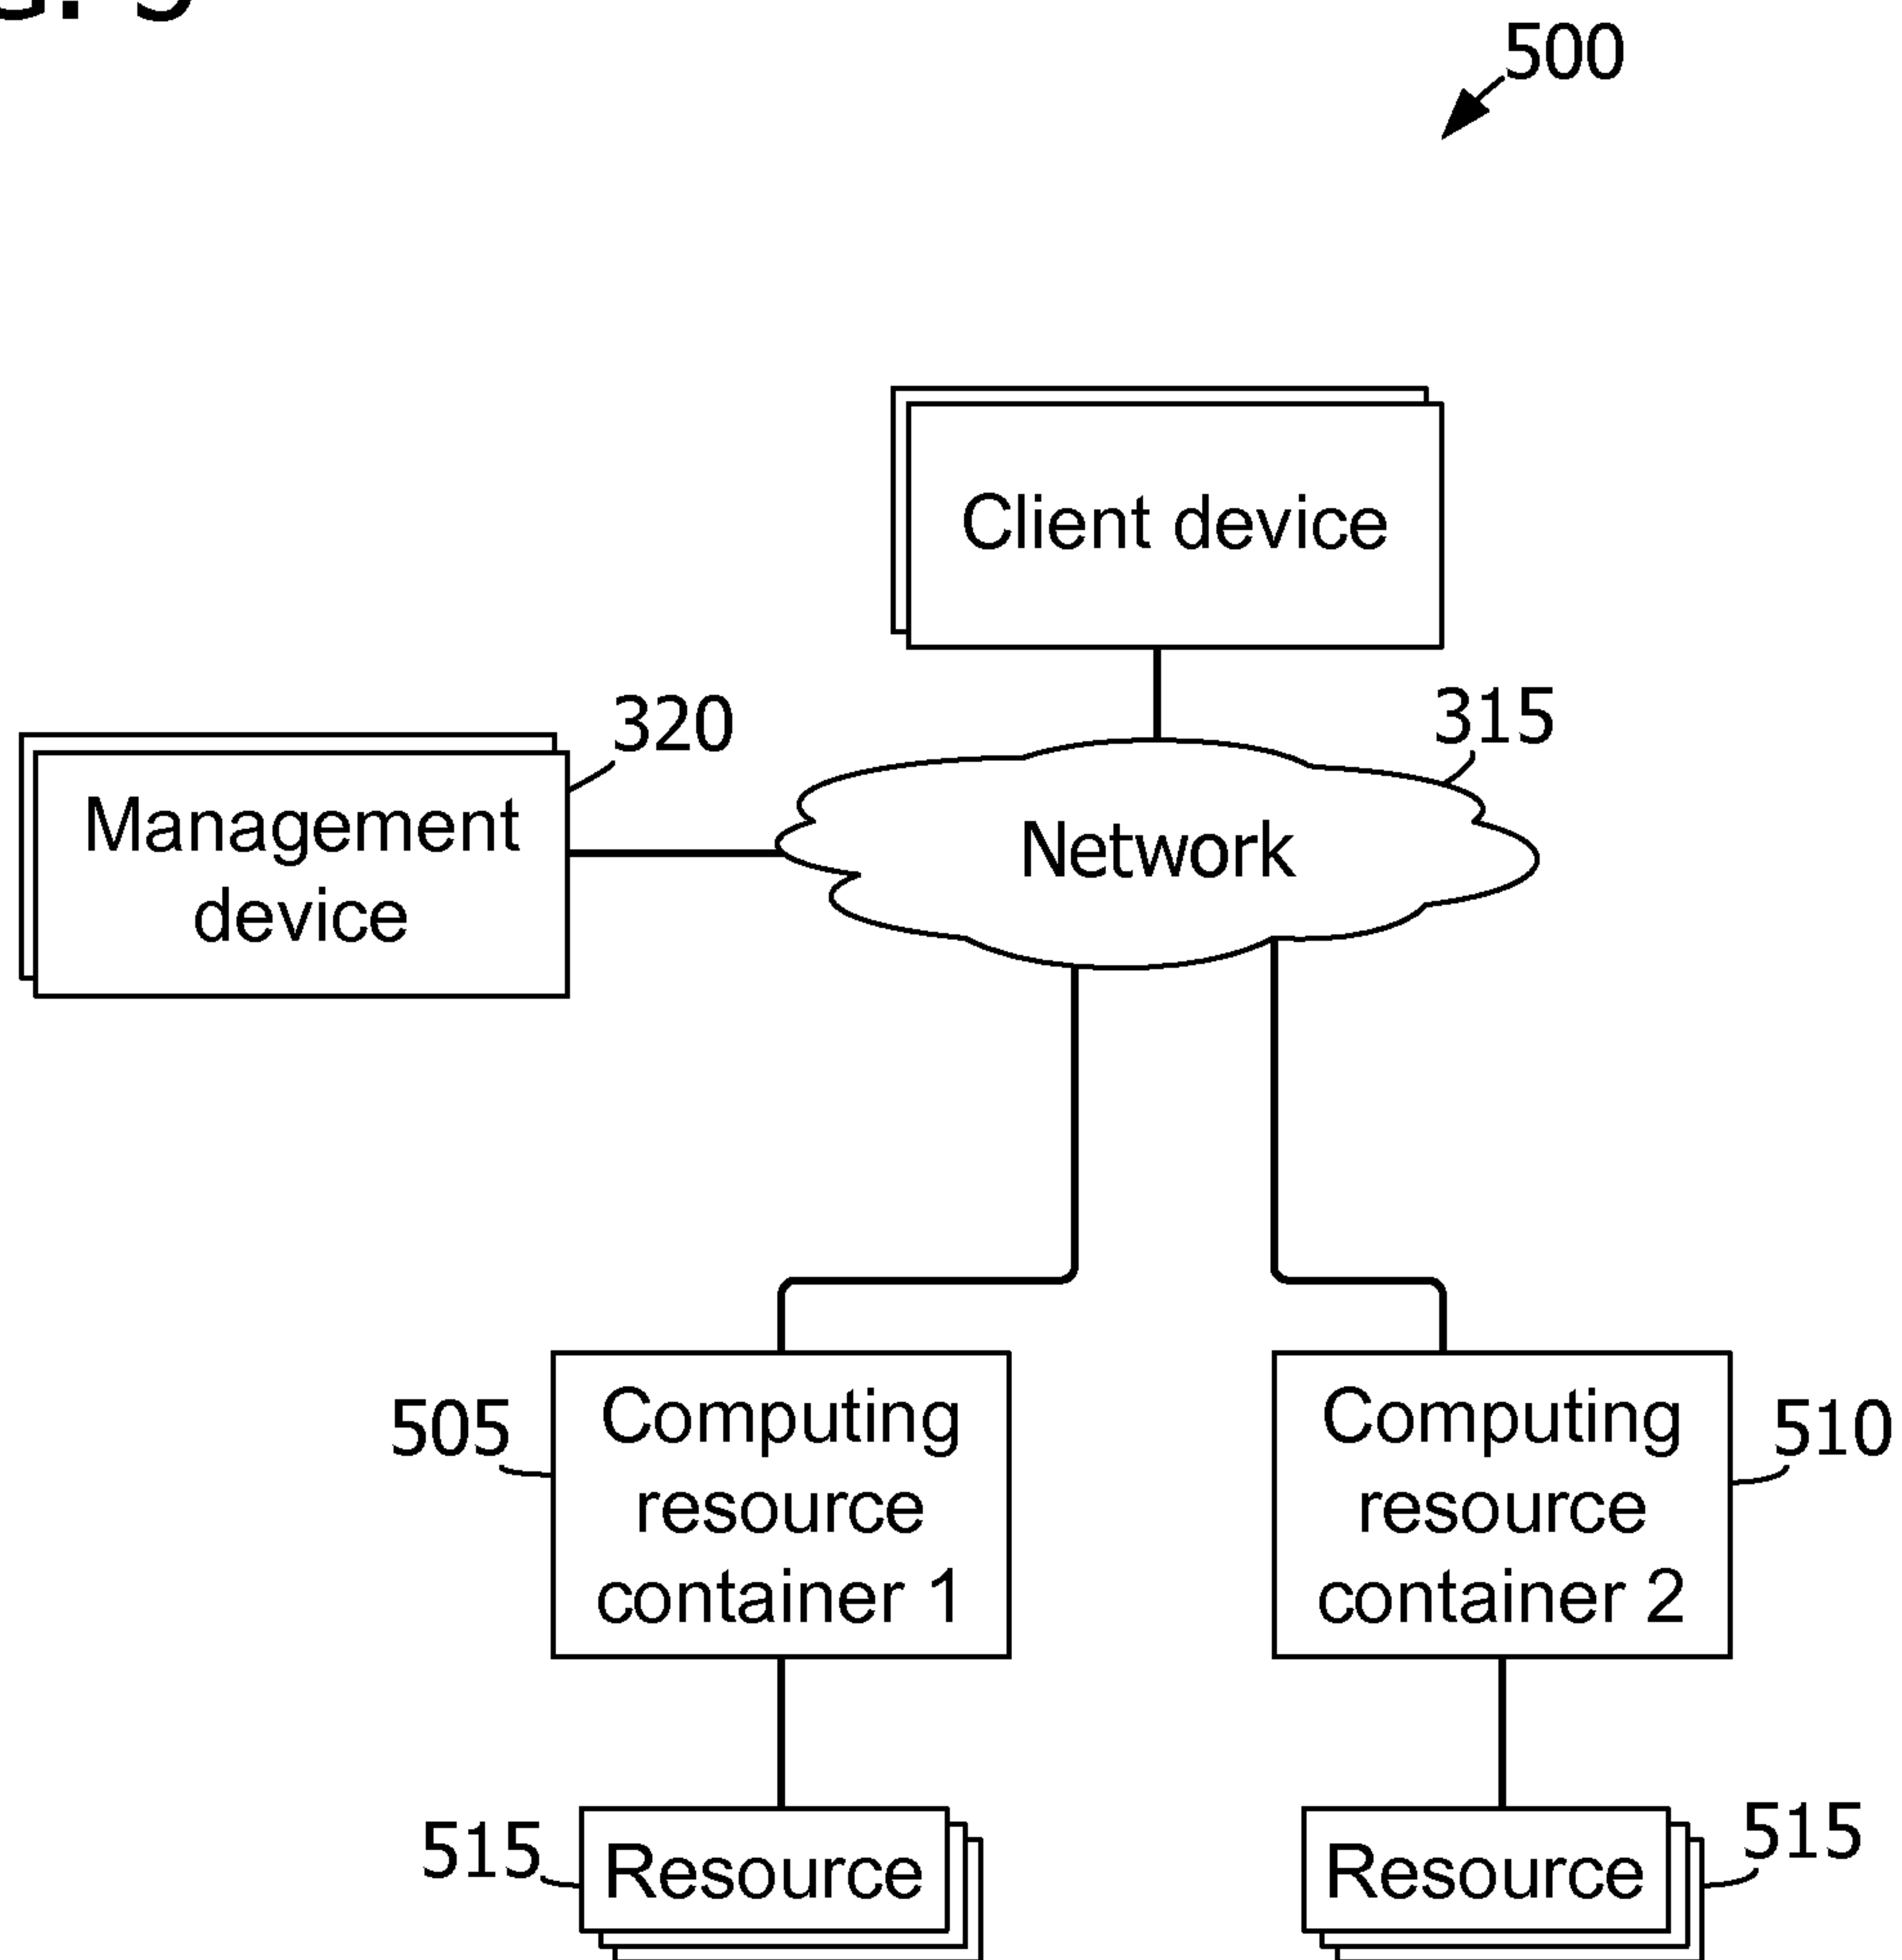 500
Client device
320
315
Management
device
Network
505
Computing
resource
container 1
Computing
resource
container 2
510
515
Resource
Resource
515